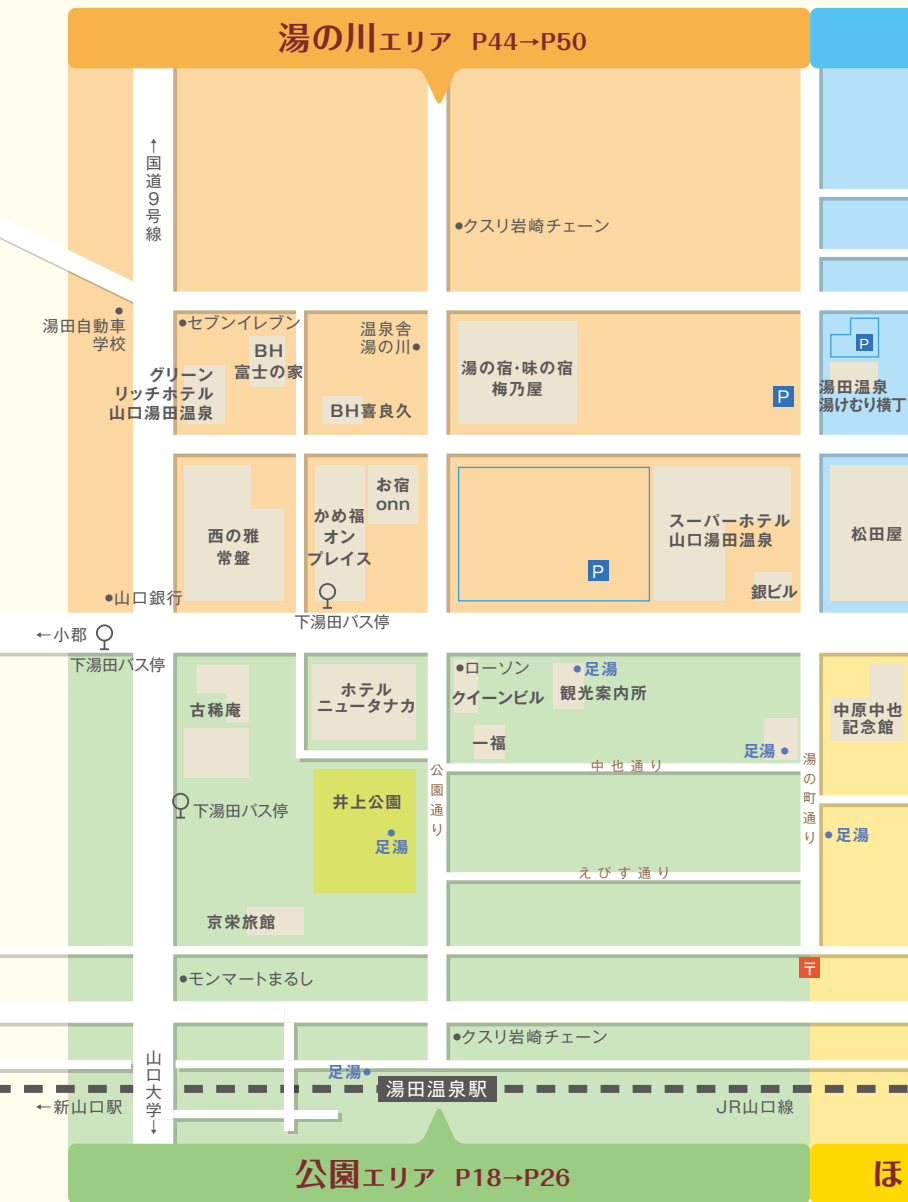 湯の川エリア P44→P50
↑国道9号線
●クスリ岩崎チェーン
湯田自動車
学校
●セブンイレブン
BH
富士の家
温泉舎
湯の川●
グリーン
リッチホテル
山口湯田温泉
BH喜良久
湯の宿・味の宿
梅乃屋
P
P
湯田温泉
湯けむり横丁
西の雅
常盤
かめ福
オン
プレイス
お宿
onn
P
スーパーホテル
山口湯田温泉
銀ビル
松田屋
●山口銀行
下湯田バス停
←小郡
下湯田バス停
古稀庵
ホテル
ニュータナカ
●ローソン
クイーンビル
●足湯
観光案内所
一福
足湯●
中原中也
記念館
中也通り
公園通り
湯の町通り
下湯田バス停
井上公園
足湯
●足湯
えびす通り
京栄旅館
〒
●モンマートまるし
●クスリ岩崎チェーン
山口大学↓
足湯●
湯田温泉駅
←新山口駅
JR山口線
公園エリア P18→P26
ほ